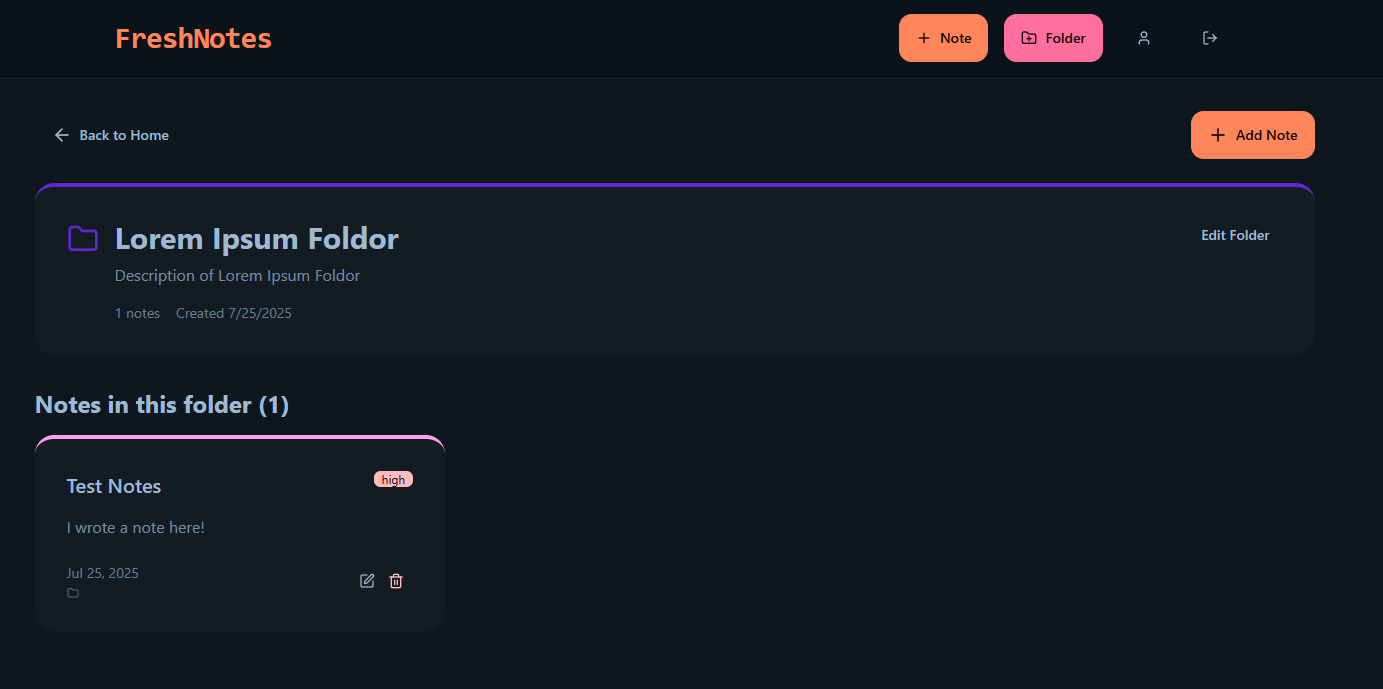 FreshNotes
Note
Folder
Back to Home
Add Note
Lorem Ipsum Foldor
Edit Folder
Description of Lorem Ipsum Foldor
1 notes Created 7/25/2025
Notes in this folder (1)
Test Notes
high
I wrote a note here!
Jul 25, 2025